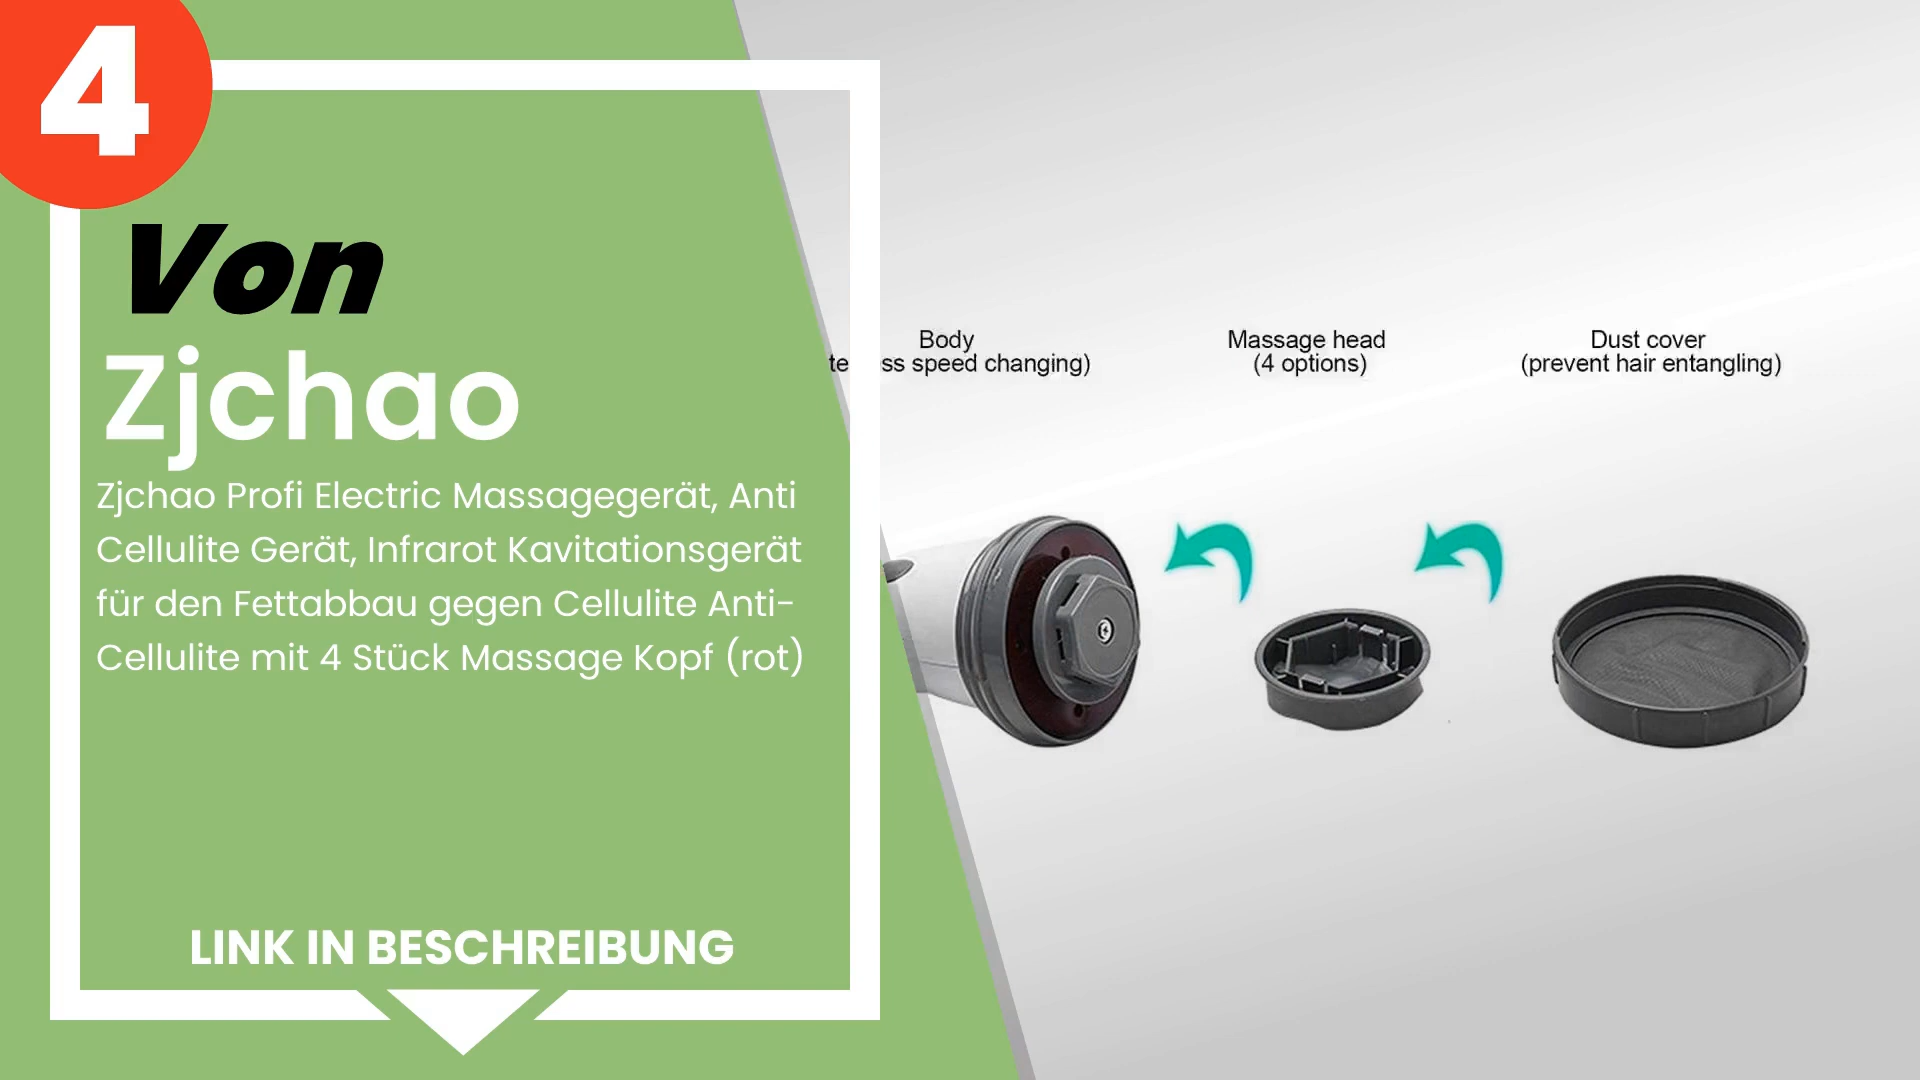 4
Von
Zjchao
Zjchao Profi Electric Massagegerät, Anti
Cellulite Gerät, Infrarot Kavitationsgerät
für den Fettabbau gegen Cellulite Anti-
Cellulite mit 4 Stück Massage Kopf (rot)
LINK IN BESCHREIBUNG
Body
speed changing)
Massage head
(4 options)
Dust cover
(prevent hair entangling)